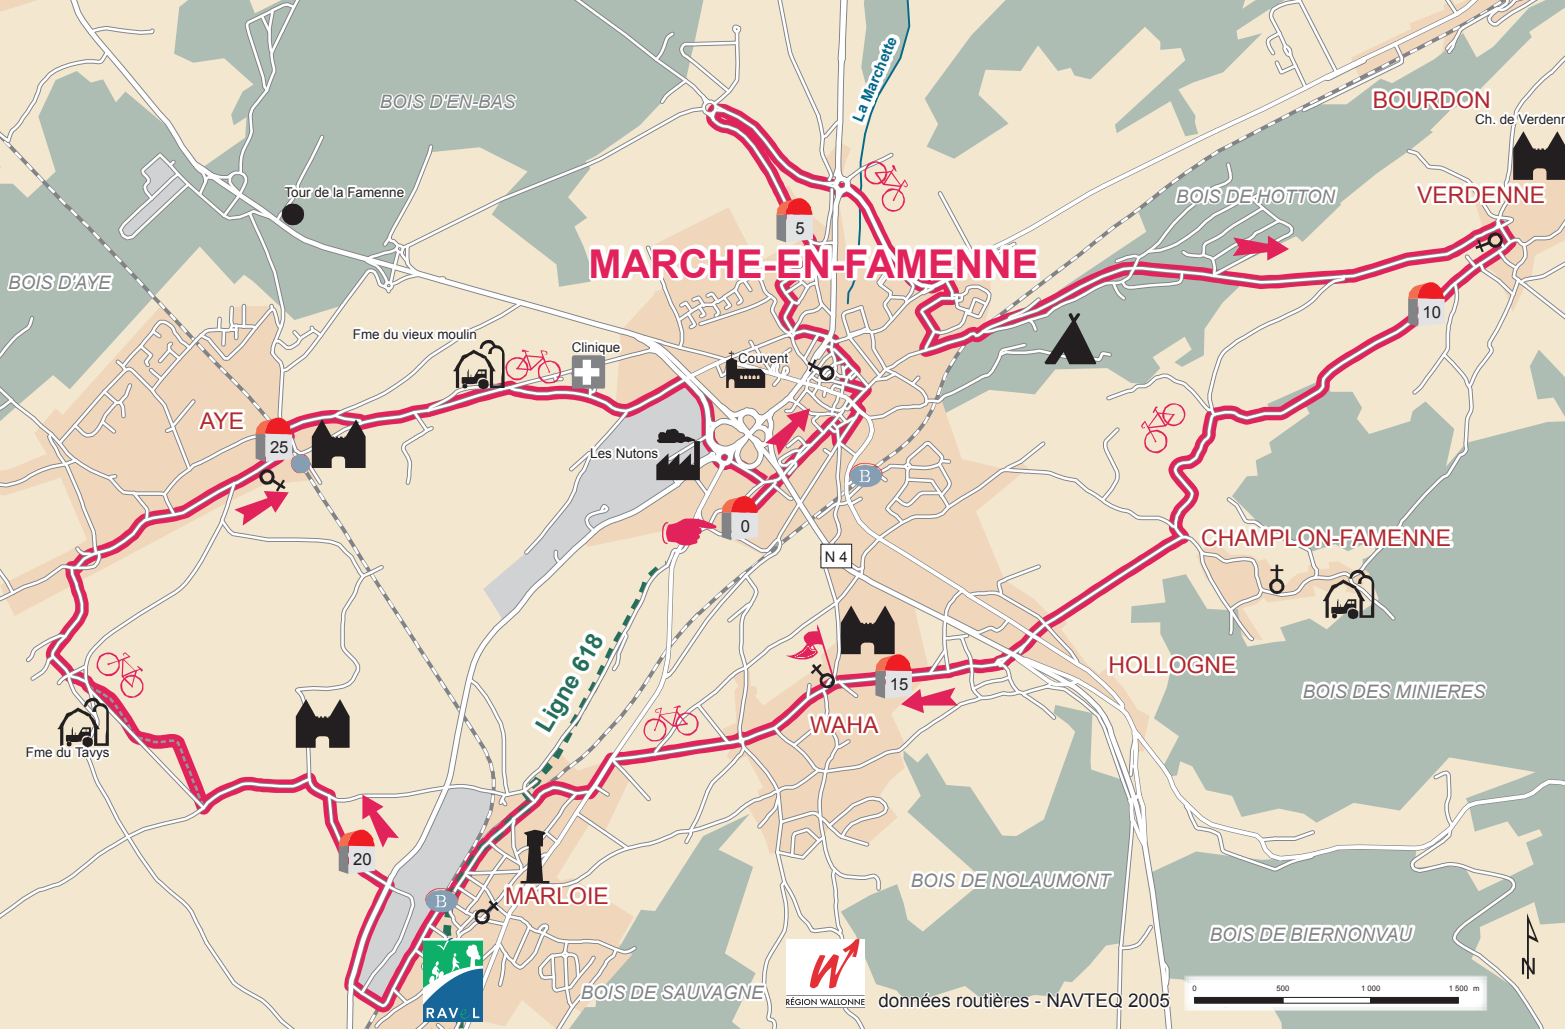 BOIS D'EN-BAS
La Marchette
BOURDON
Ch. de Verdenn
Tour de la Famenne
BOIS DE HOTTON
VERDENNE
5
MARCHE-EN-FAMENNE
BOIS D'AYE
10
Fme du vieux moulin
Clinique
Couvent
AYE
25
Les Nutons
B
0
N 4
CHAMPLON-FAMENNE
Ligne 618
HOLLOGNE
15
BOIS DES MINIERES
WAHA
Fme du Tavys
20
BOIS DE NOLAUMONT
B
MARLOIE
BOIS DE BIERNONVAU
BOIS DE SAUVAGNE
RAVeL
W
RÉGION WALLONNE
données routières - NAVTEQ 2005
0 500 1 000 1 500 m
N